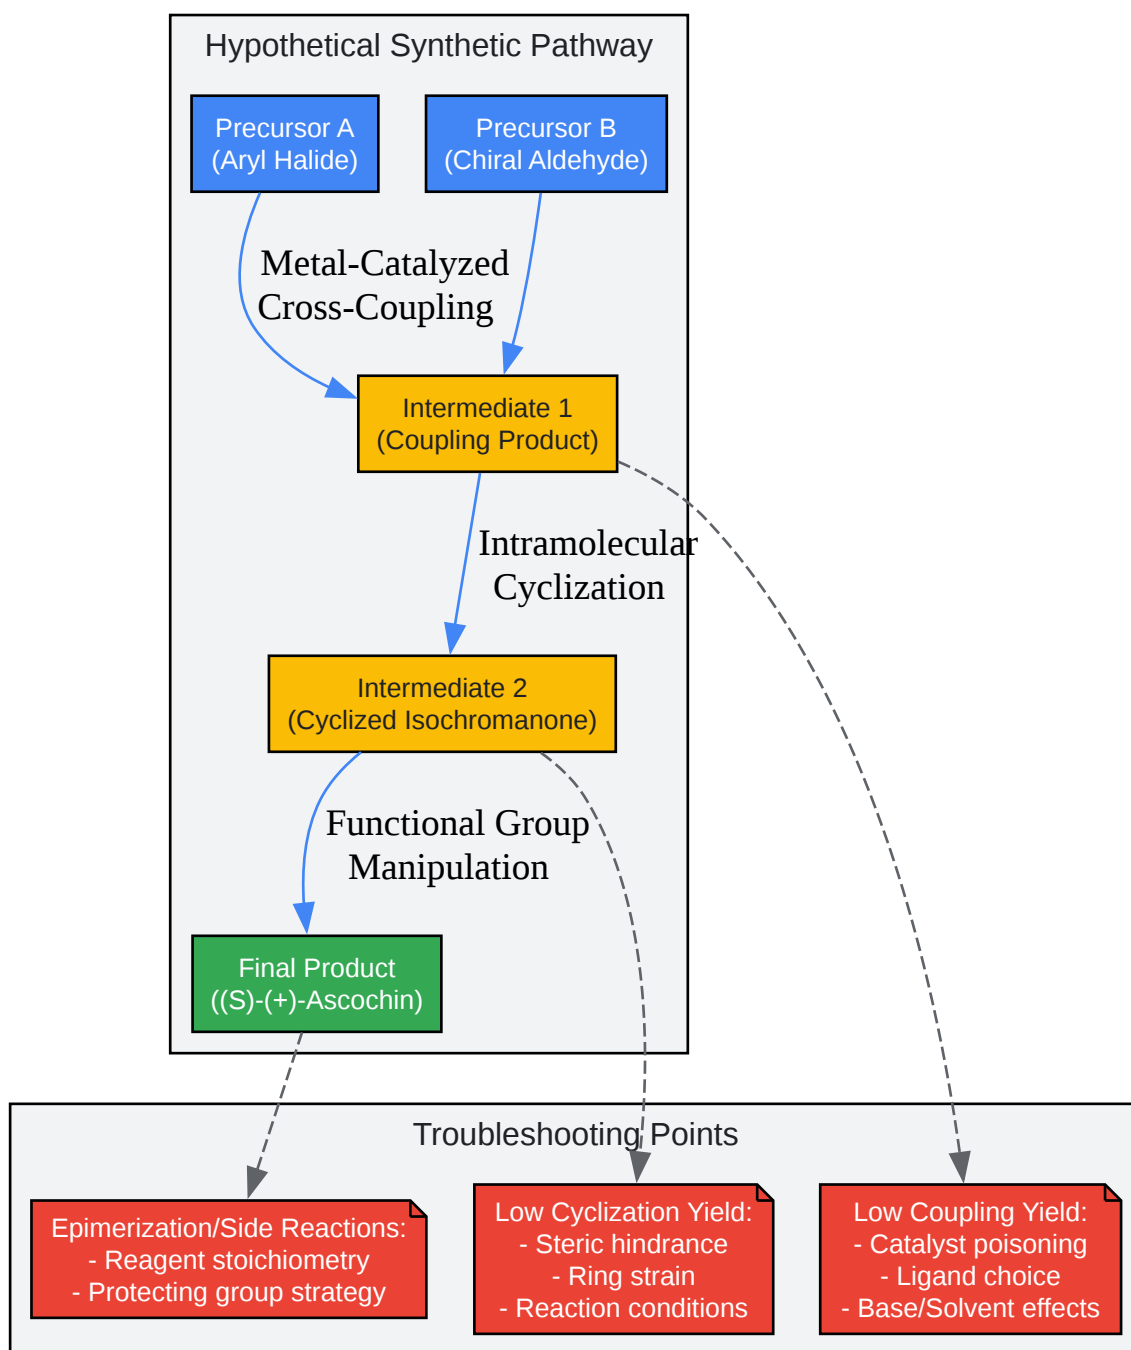 Hypothetical Synthetic Pathway
Precursor A
(Aryl Halide)
Precursor B
(Chiral Aldehyde)
Metal-Catalyzed
Cross-Coupling
Intermediate 1
(Coupling Product)
Intramolecular
Cyclization
Intermediate 2
(Cyclized Isochromanone)
Functional Group
Manipulation
Final Product
((S)-(+)-Ascochin)
Troubleshooting Points
Epimerization/Side Reactions:
- Reagent stoichiometry
- Protecting group strategy
Low Cyclization Yield:
- Steric hindrance
- Ring strain
- Reaction conditions
Low Coupling Yield:
- Catalyst poisoning
- Ligand choice
- Base/Solvent effects